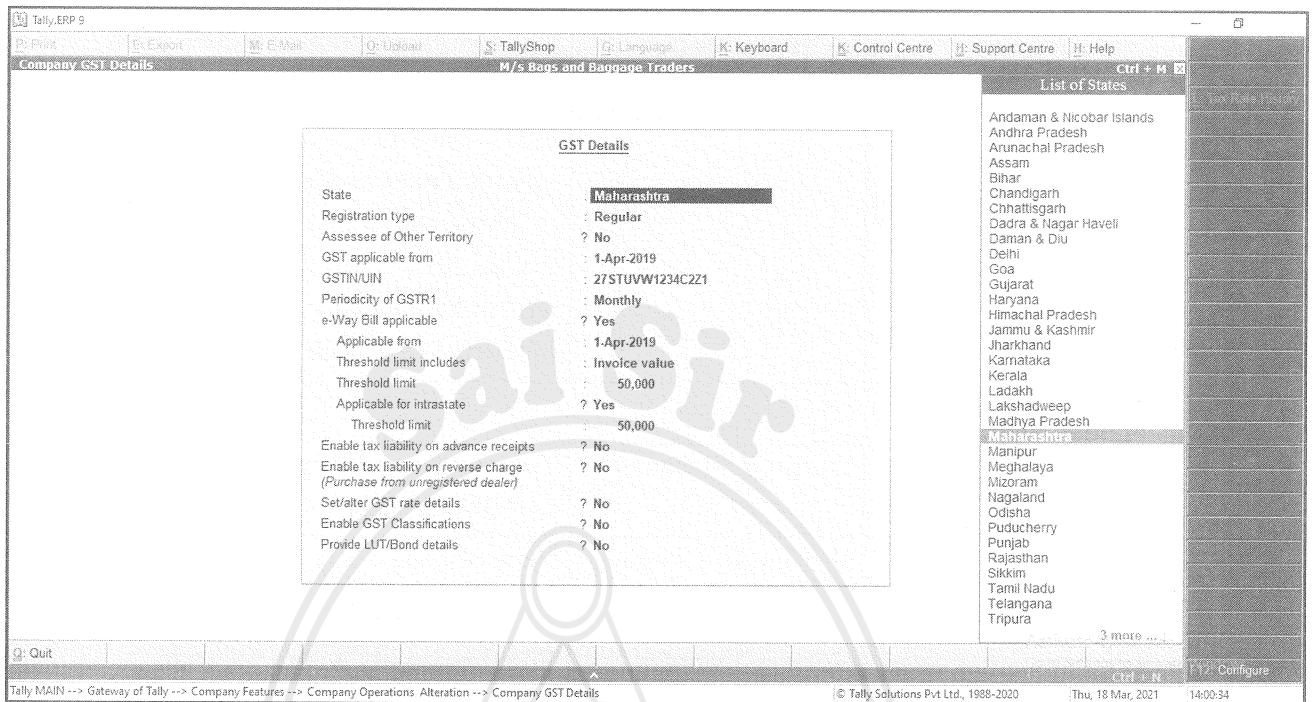 Tally.ERP 9
P: Print E: Export M: E-Mail O: Upload S: TallyShop G: Language K: Keyboard K: Control Centre H: Support Centre H: Help
Company GST Details M/s Bags and Baggage Traders Ctrl + M
List of States
GST Details
State : Maharashtra
Registration type : Regular
Assessee of Other Territory ? No
GST applicable from : 1-Apr-2019
GSTIN/UIN : 27STUVW1234C2Z1
Periodicity of GSTR1 : Monthly
e-Way Bill applicable ? Yes
Applicable from : 1-Apr-2019
Threshold limit includes : Invoice value
Threshold limit : 50,000
Applicable for intrastate ? Yes
Threshold limit : 50,000
Enable tax liability on advance receipts ? No
Enable tax liability on reverse charge ? No
(Purchase from unregistered dealer)
Set/alter GST rate details ? No
Enable GST Classifications ? No
Provide LUT/Bond details ? No
Andaman & Nicobar Islands
Andhra Pradesh
Arunachal Pradesh
Assam
Bihar
Chandigarh
Chhattisgarh
Dadra & Nagar Haveli
Daman & Diu
Delhi
Goa
Gujarat
Haryana
Himachal Pradesh
Jammu & Kashmir
Jharkhand
Karnataka
Kerala
Ladakh
Lakshadweep
Madhya Pradesh
Maharashtra
Manipur
Meghalaya
Mizoram
Nagaland
Odisha
Puducherry
Punjab
Rajasthan
Sikkim
Tamil Nadu
Telangana
Tripura
3 more ...
Sai Sir
Q: Quit
F12: Configure
Ctrl + N
Tally MAIN --> Gateway of Tally --> Company Features --> Company Operations Alteration --> Company GST Details © Tally Solutions Pvt Ltd., 1988-2020 Thu, 18 Mar, 2021 14:00:34